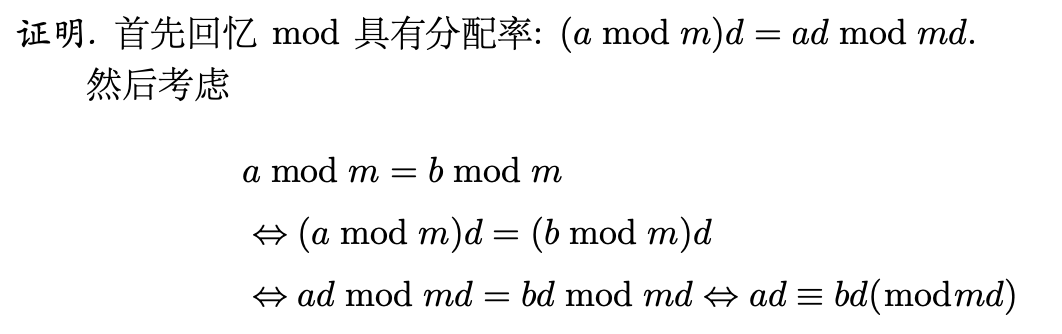 证明. 首先回忆 mod 具有分配率: (a mod m)d = ad mod md.
然后考虑
a mod m = b mod m
⇔ (a mod m)d = (b mod m)d
⇔ ad mod md = bd mod md ⇔ ad ≡ bd(modmd)